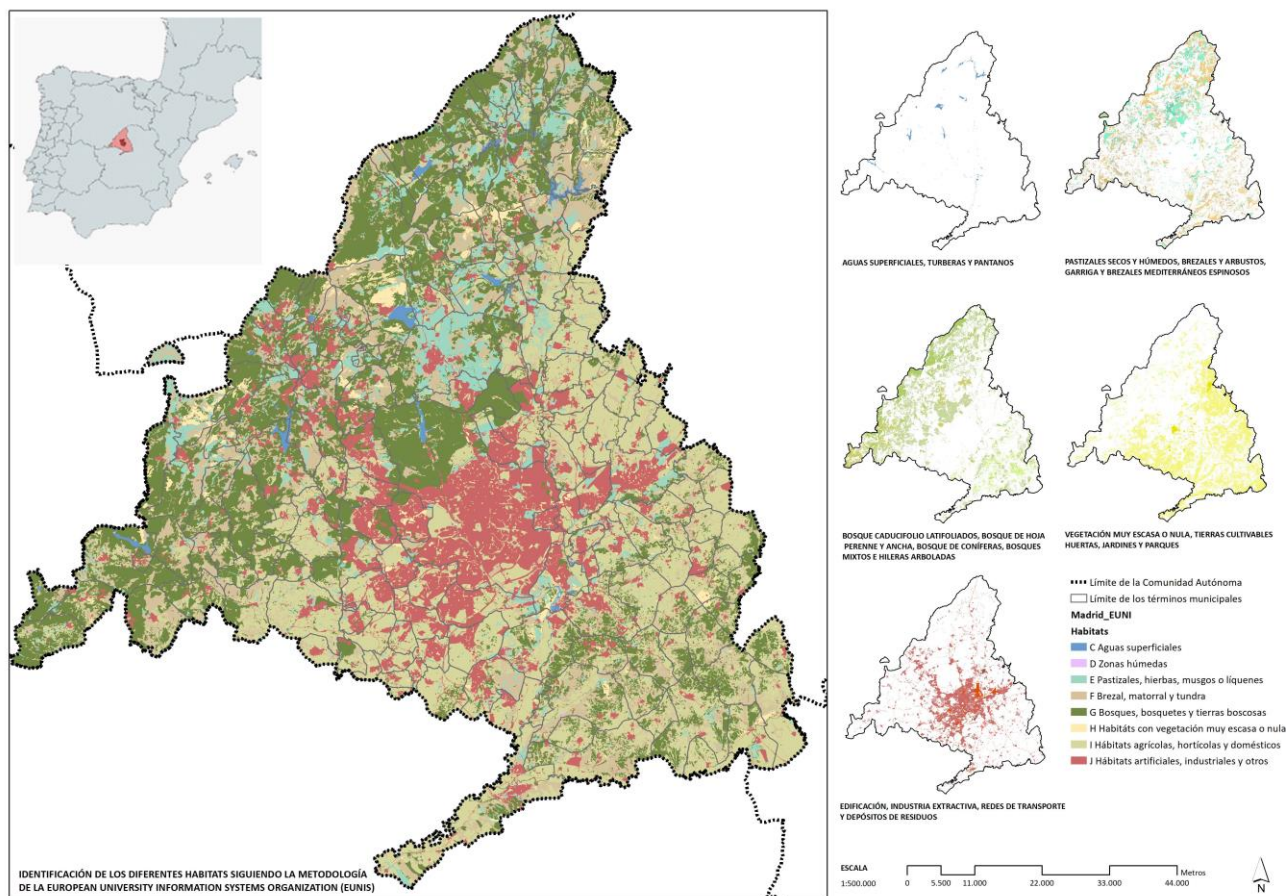 IDENTIFICACIÓN DE LOS DIFERENTES HABITATS SIGUIENDO LA METODOLOGÍA
DE LA EUROPEAN UNIVERSITY INFORMATION SYSTEMS ORGANIZATION (EUNIS)
AGUAS SUPERFICIALES, TURBERAS Y PANTANOS
PASTIZALES SECOS Y HÚMEDOS, BREZALES Y ARBUSTOS,
GARRIGA Y BREZALES MEDITERRÁNEOS ESPINOSOS
BOSQUE CADUCIFOLIO LATIFOLIADOS, BOSQUE DE HOJA
PERENNE Y ANCHA, BOSQUE DE CONÍFERAS, BOSQUES
MIXTOS E HILERAS ARBOLADAS
VEGETACIÓN MUY ESCASA O NULA, TIERRAS CULTIVABLES
HUERTAS, JARDINES Y PARQUES
EDIFICACIÓN, INDUSTRIA EXTRACTIVA, REDES DE TRANSPORTE
Y DEPÓSITOS DE RESIDUOS
Límite de la Comunidad Autónoma
Límite de los términos municipales
Madrid_EUNI
Habitats
C Aguas superficiales
D Zonas húmedas
E Pastizales, hierbas, musgos o líquenes
F Brezal, matorral y tundra
G Bosques, bosquetes y tierras boscosas
H Habitáts con vegetación muy escasa o nula
I Hábitats agrícolas, hortícolas y domésticos
J Hábitats artificiales, industriales y otros
ESCALA
1:500.000
Metros
0 5.500 11.000 22.000 33.000 44.000
N